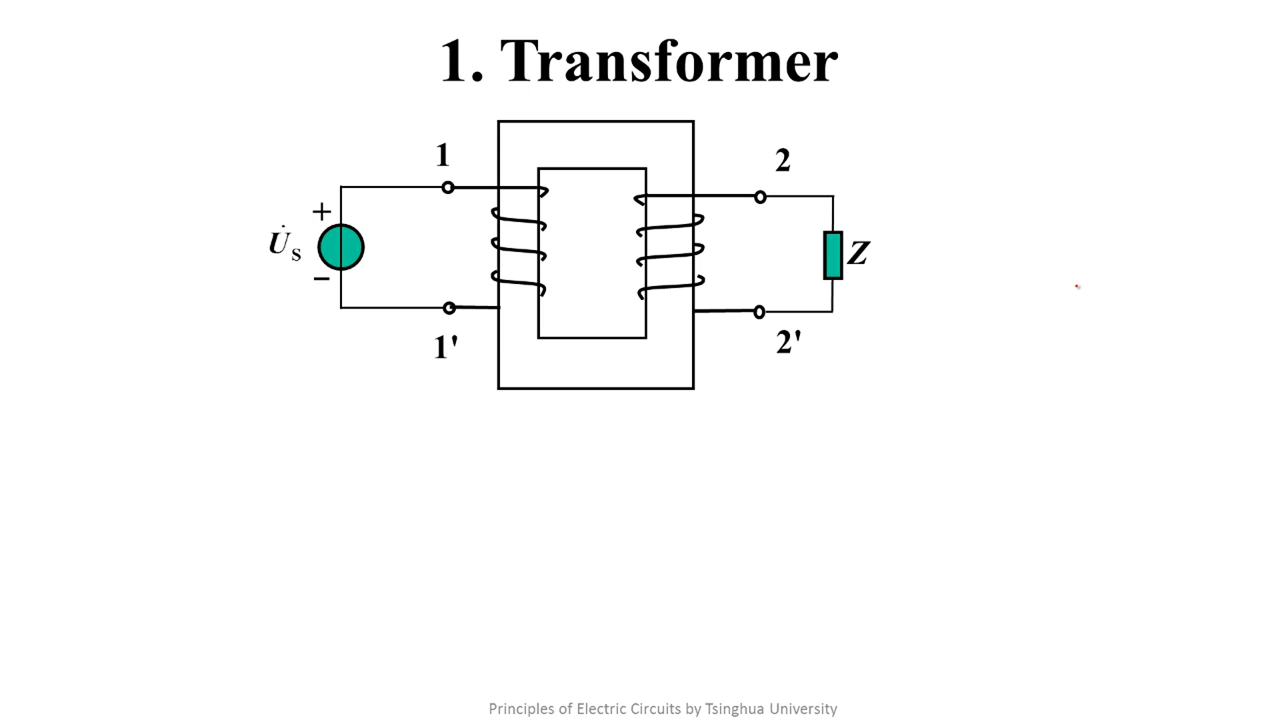 1. Transformer
1
2
+
U̇s
−
Z
1'
2'
Principles of Electric Circuits by Tsinghua University